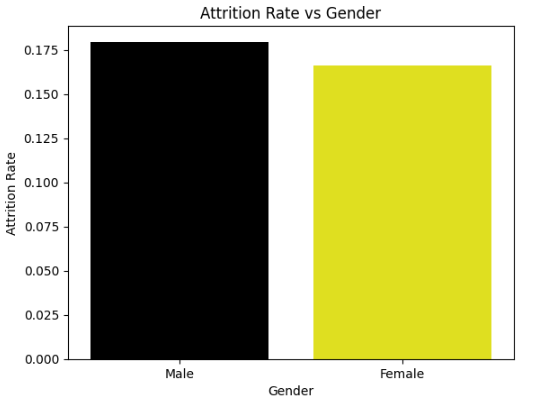 Attrition Rate vs Gender
0.175
0.150
0.125
0.100
0.075
0.050
0.025
0.000
Attrition Rate
Male Female
Gender